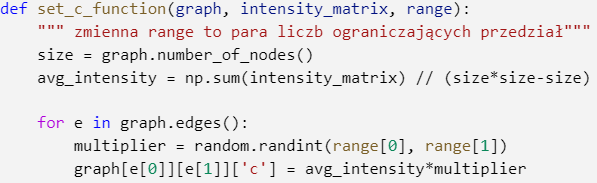 def set_c_function(graph, intensity_matrix, range):
    """ zmienna range to para liczb ograniczających przedział"""
    size = graph.number_of_nodes()
    avg_intensity = np.sum(intensity_matrix) // (size*size-size)
    for e in graph.edges():
        multiplier = random.randint(range[0], range[1])
        graph[e[0]][e[1]]['c'] = avg_intensity*multiplier